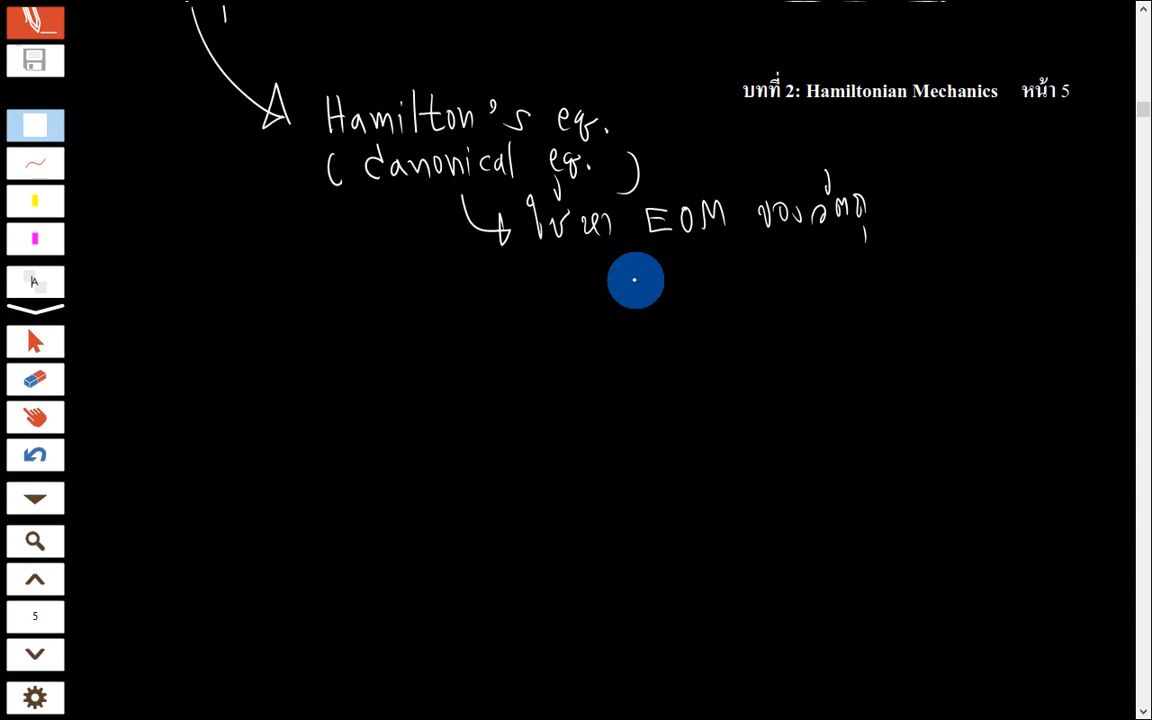 บทที่ 2: Hamiltonian Mechanics หน้า 5
Hamilton's eq.
(canonical eq.)
ใช้หา EOM ของวัตถุ
5